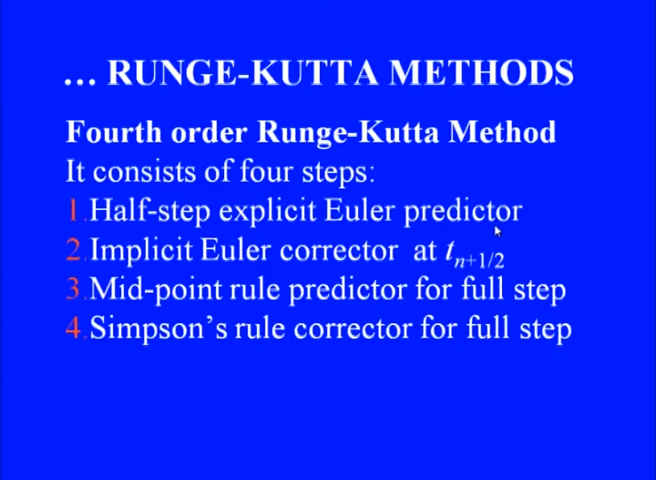 ... RUNGE-KUTTA METHODS
Fourth order Runge-Kutta Method
It consists of four steps:
1.Half-step explicit Euler predictor
2.Implicit Euler corrector at tn+1/2
3.Mid-point rule predictor for full step
4.Simpson's rule corrector for full step